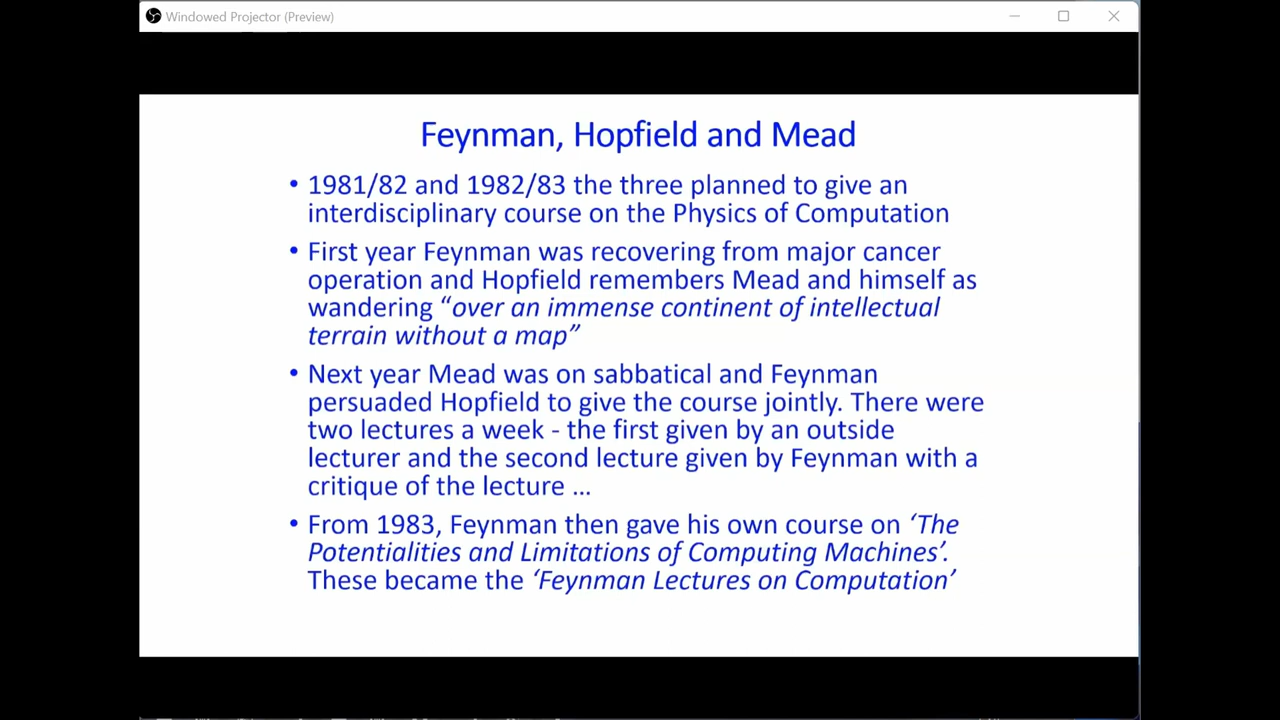 Windowed Projector (Preview)
Feynman, Hopfield and Mead
• 1981/82 and 1982/83 the three planned to give an
interdisciplinary course on the Physics of Computation
• First year Feynman was recovering from major cancer
operation and Hopfield remembers Mead and himself as
wandering “over an immense continent of intellectual
terrain without a map”
• Next year Mead was on sabbatical and Feynman
persuaded Hopfield to give the course jointly. There were
two lectures a week - the first given by an outside
lecturer and the second lecture given by Feynman with a
critique of the lecture ...
• From 1983, Feynman then gave his own course on ‘The
Potentialities and Limitations of Computing Machines’.
These became the ‘Feynman Lectures on Computation’